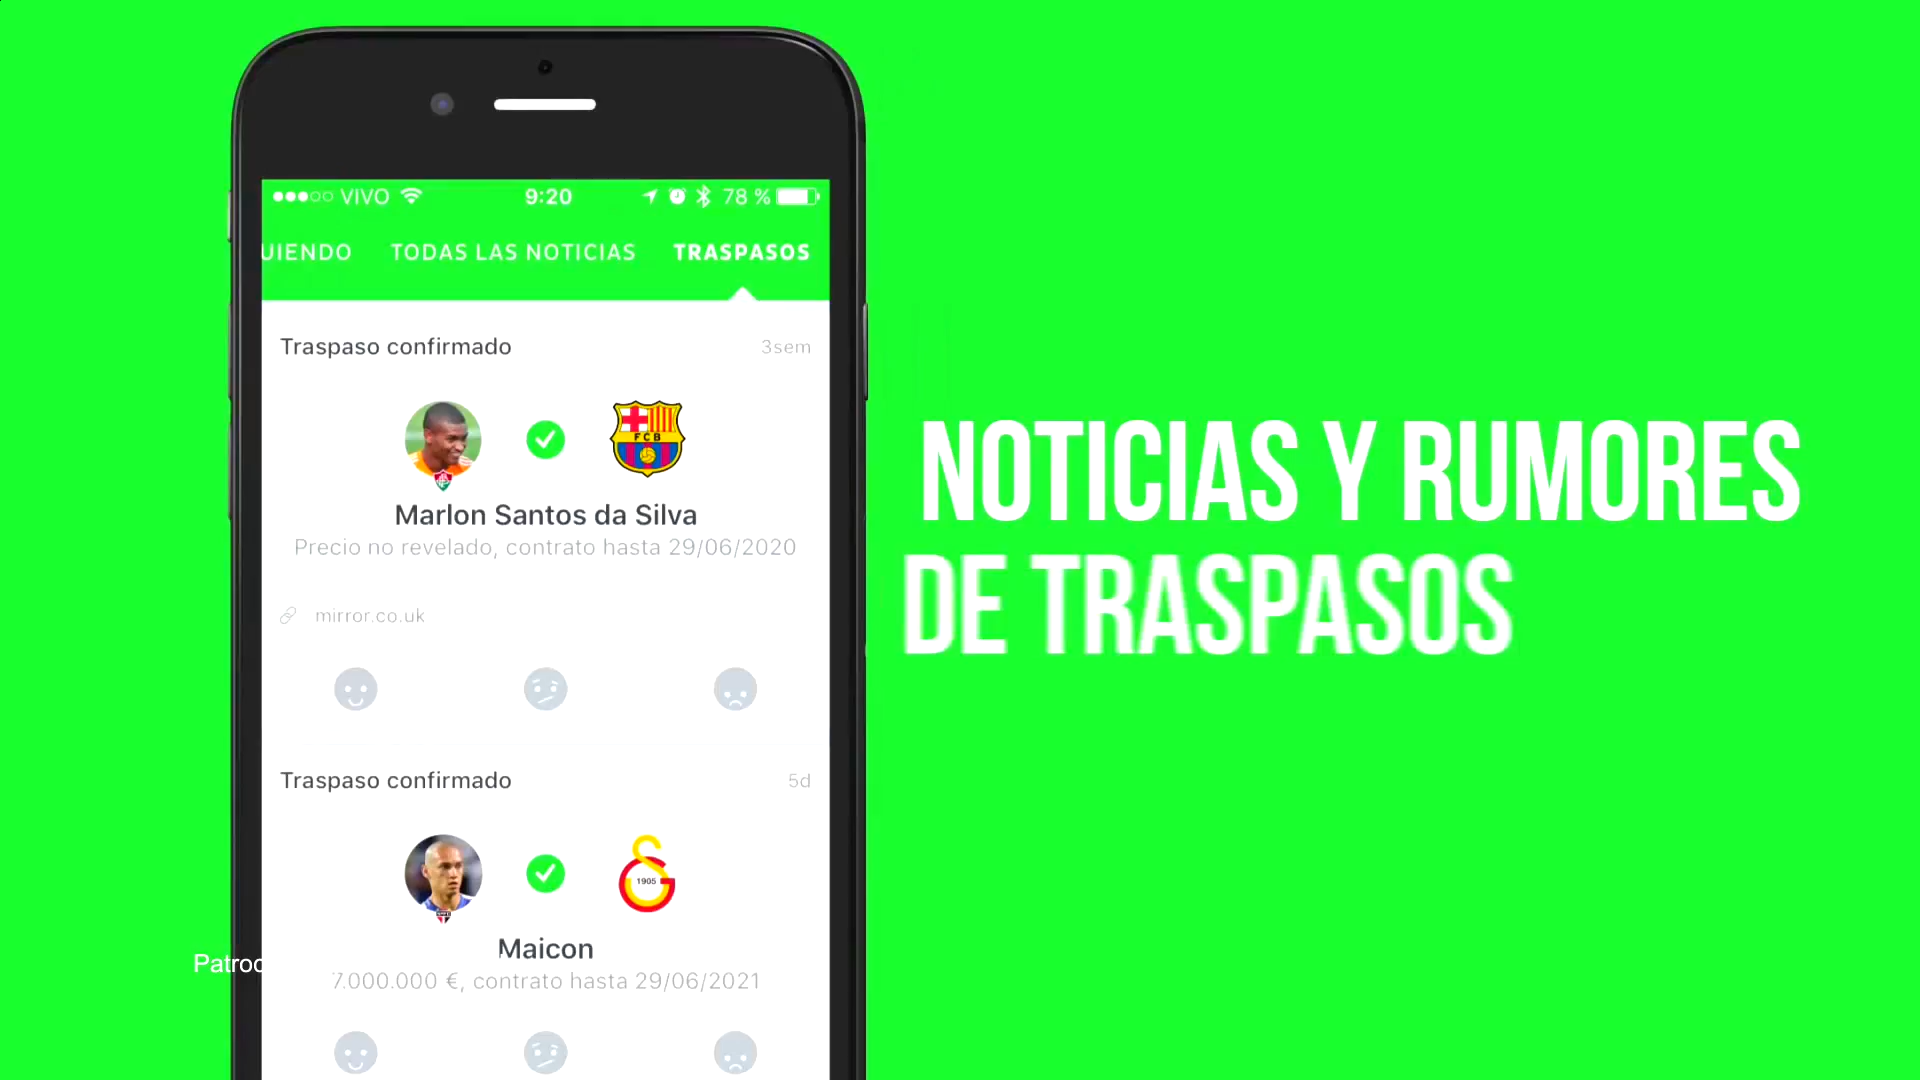 VIVO 9:20 78 %
UIENDO TODAS LAS NOTICIAS TRASPASOS
Traspaso confirmado 3sem
FCB
Marlon Santos da Silva
Precio no revelado, contrato hasta 29/06/2020
mirror.co.uk
Traspaso confirmado 5d
1905
Maicon
7.000.000 €, contrato hasta 29/06/2021
Patroc
NOTICIAS Y RUMORES
DE TRASPASOS